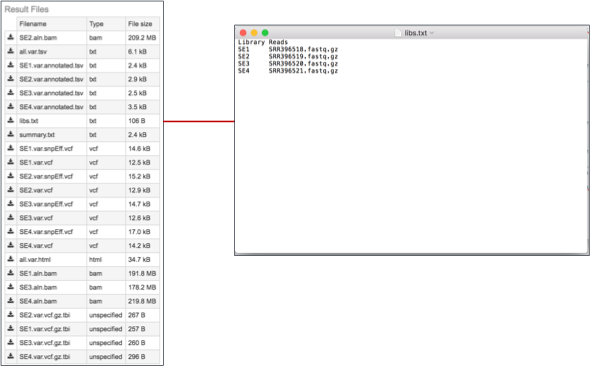 Result Files
Filename Type File size
SE2.aln.bam bam 209.2 MB
all.var.tsv txt 6.1 kB
SE1.var.annotated.tsv txt 2.4 kB
SE2.var.annotated.tsv txt 2.9 kB
SE3.var.annotated.tsv txt 2.5 kB
SE4.var.annotated.tsv txt 3.5 kB
libs.txt txt 106 B
summary.txt txt 2.4 kB
SE1.var.snpEff.vcf vcf 14.6 kB
SE1.var.vcf vcf 12.5 kB
SE2.var.snpEff.vcf vcf 15.2 kB
SE2.var.vcf vcf 12.9 kB
SE3.var.snpEff.vcf vcf 14.7 kB
SE3.var.vcf vcf 12.6 kB
SE4.var.snpEff.vcf vcf 17.0 kB
SE4.var.vcf vcf 14.2 kB
all.var.html html 34.7 kB
SE1.aln.bam bam 191.8 MB
SE3.aln.bam bam 178.2 MB
SE4.aln.bam bam 219.8 MB
SE2.var.vcf.gz.tbi unspecified 267 B
SE1.var.vcf.gz.tbi unspecified 257 B
SE3.var.vcf.gz.tbi unspecified 260 B
SE4.var.vcf.gz.tbi unspecified 296 B
libs.txt
Library Reads
SE1 SRR396518.fastq.gz
SE2 SRR396519.fastq.gz
SE3 SRR396520.fastq.gz
SE4 SRR396521.fastq.gz